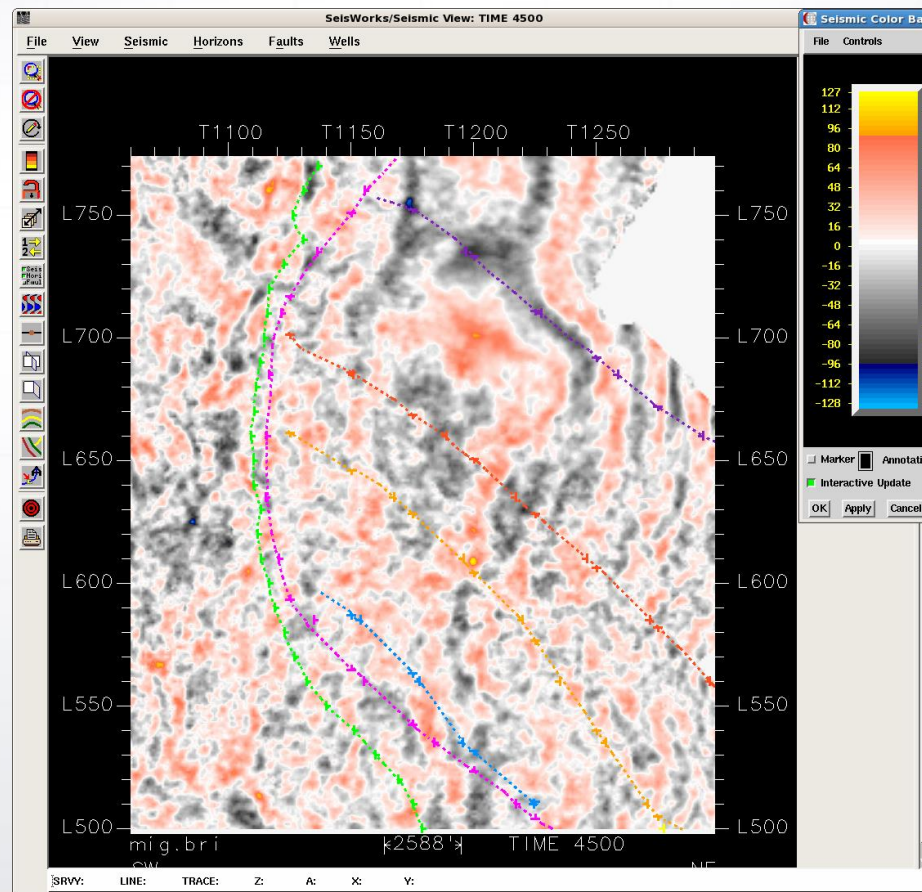 SeisWorks/Seismic View: TIME 4500
File View Seismic Horizons Faults Wells
T1100 T1150 T1200 T1250
L750 L750
L700 L700
L650 L650
L600 L600
L550 L550
L500 L500
mig.bri 2588' TIME 4500
SRVY: LINE: TRACE: Z: A: X: Y:
Seismic Color Ba
File Controls
127
112
96
80
64
48
32
16
0
-16
-32
-48
-64
-80
-96
-112
-128
Marker Annotati
Interactive Update
OK Apply Cancel